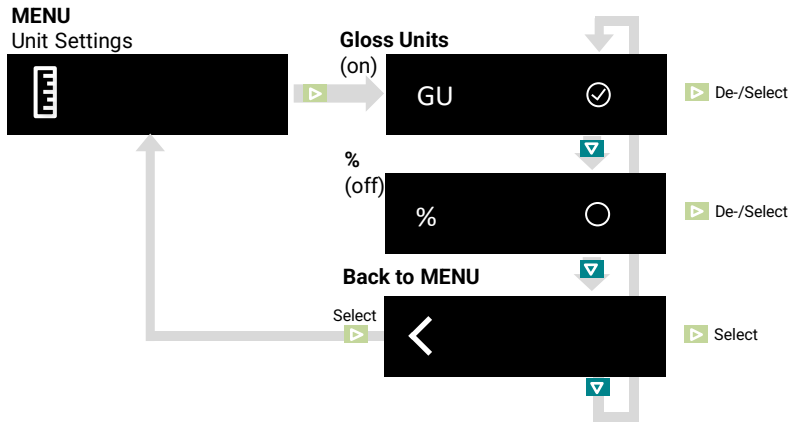 MENU
Unit Settings
Gloss Units
(on)
GU
De-/Select
%
(off)
%
De-/Select
Back to MENU
Select
Select